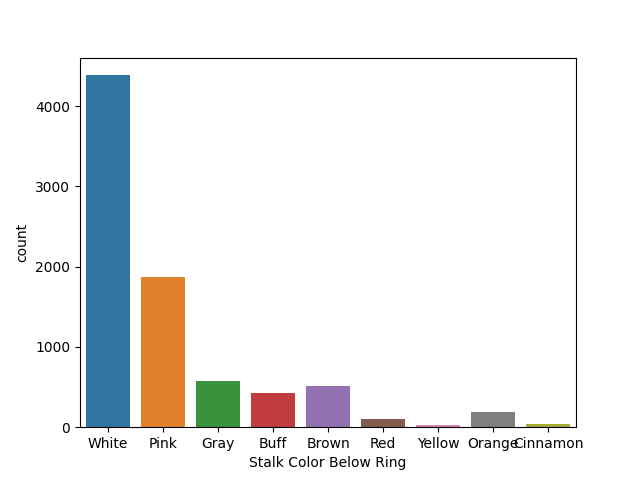 4000
3000
2000
1000
0
count
White Pink Gray Buff Brown Red Yellow Orange Cinnamon
Stalk Color Below Ring